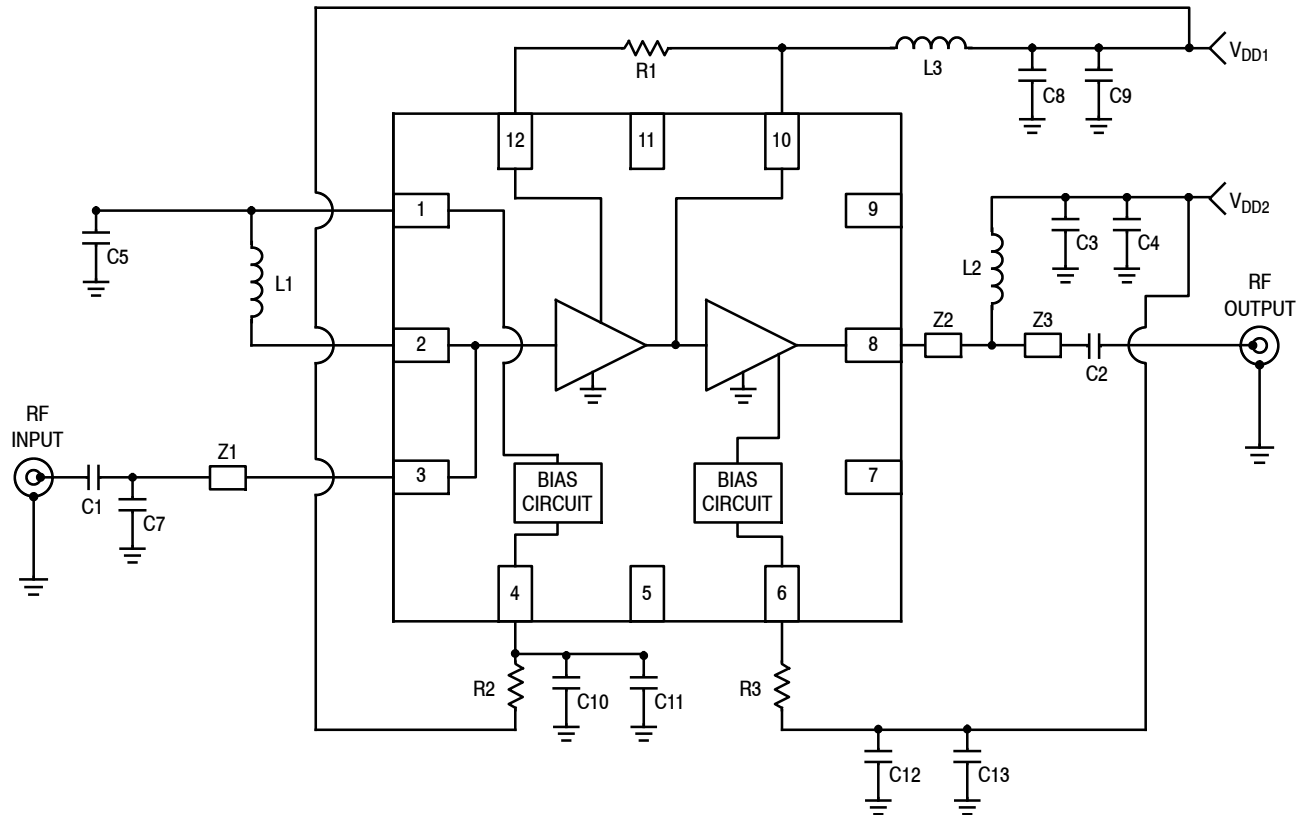 R1
L3
C8
C9
VDD1
12
11
10
1
9
C5
L1
2
8
L2
C3
C4
VDD2
Z2
Z3
C2
RF
OUTPUT
RF
INPUT
C1
C7
Z1
3
7
BIAS
CIRCUIT
BIAS
CIRCUIT
4
5
6
R2
C10
C11
R3
C12
C13